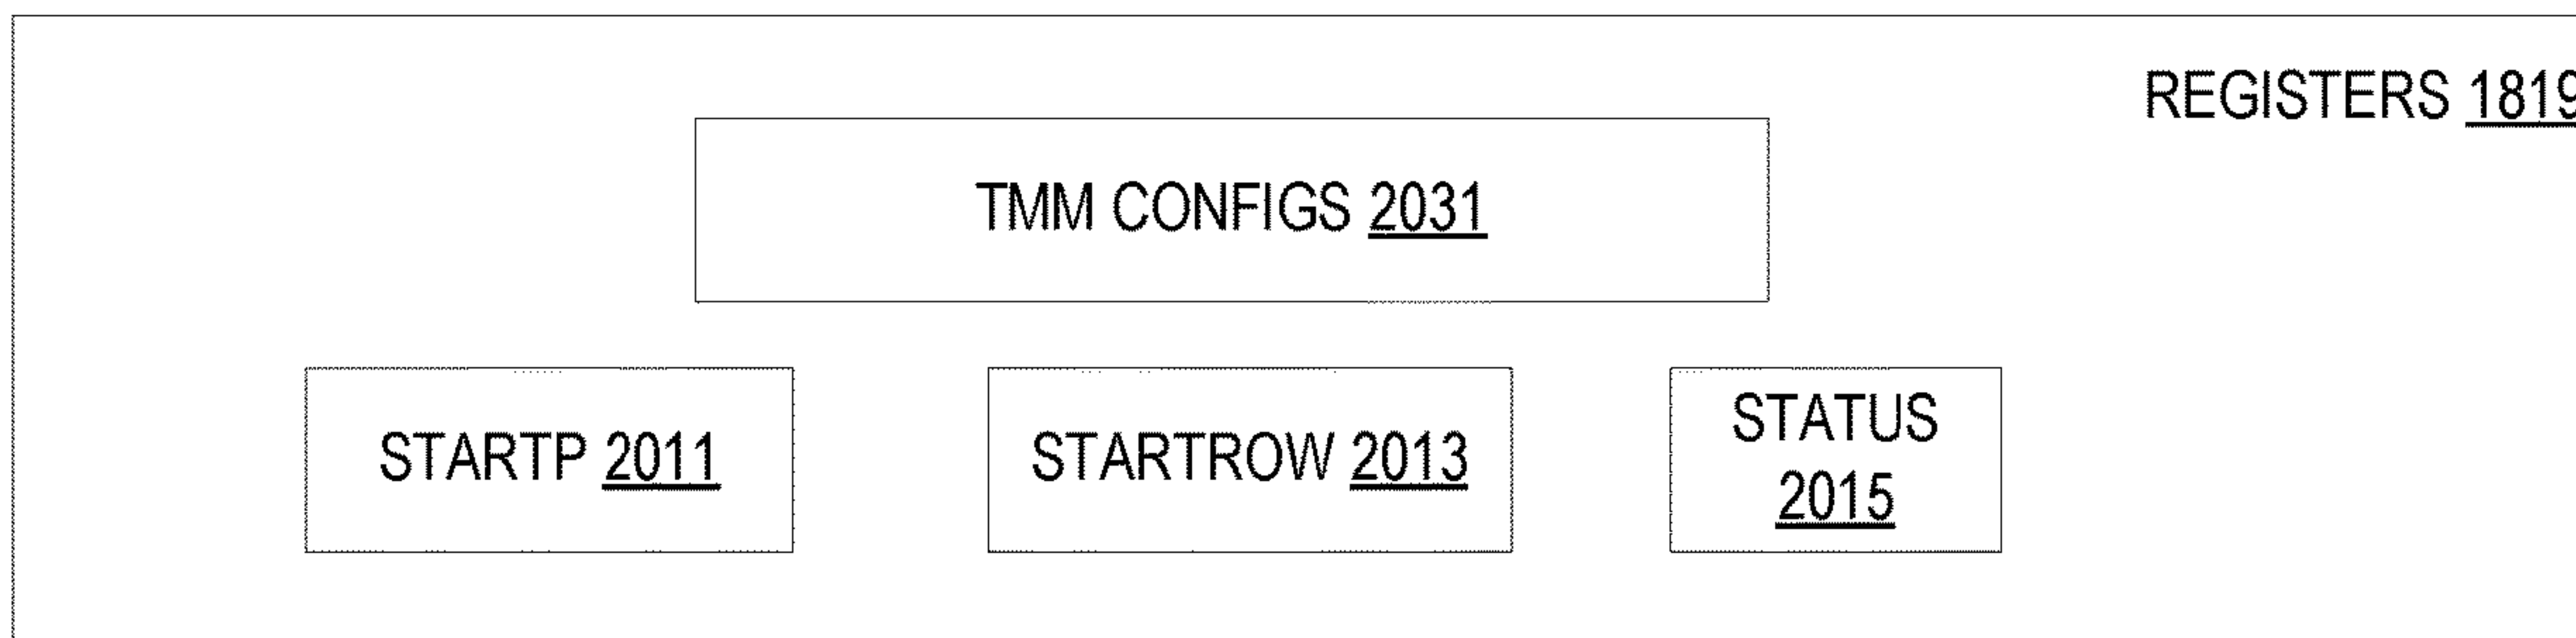 REGISTERS 1819
TMM CONFIGS 2031
STARTP 2011
STARTROW 2013
STATUS
2015